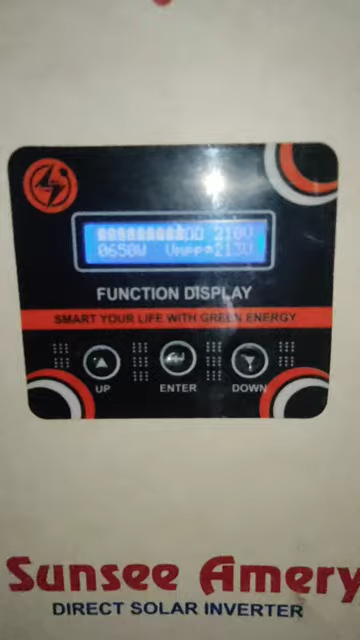 210V
0650W Vmpp=213V
FUNCTION DISPLAY
SMART YOUR LIFE WITH GREEN ENERGY
UP ENTER DOWN
Sunsee Amery
DIRECT SOLAR INVERTER